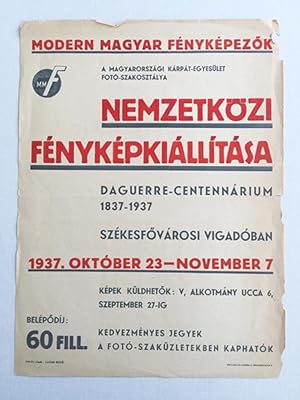 MODERN MAGYAR FÉNYKÉPEZŐK
A MAGYARORSZÁGI KÁRPÁT-EGYESÜLET
FOTÓ-SZAKOSZTÁLYA
MMF
NEMZETKÖZI
FÉNYKÉPKIÁLLÍTÁSA
DAGUERRE-CENTENNÁRIUM
1837-1937
SZÉKESFŐVÁROSI VIGADÓBAN
1937. OKTÓBER 23—NOVEMBER 7
KÉPEK KÜLDHETŐK: V, ALKOTMÁNY UCCA 6,
SZEPTEMBER 27-IG
BELÉPŐDÍJ:
60 FILL.
KEDVEZMÉNYES JEGYEK
A FOTÓ-SZAKÜZLETEKBEN KAPHATÓK